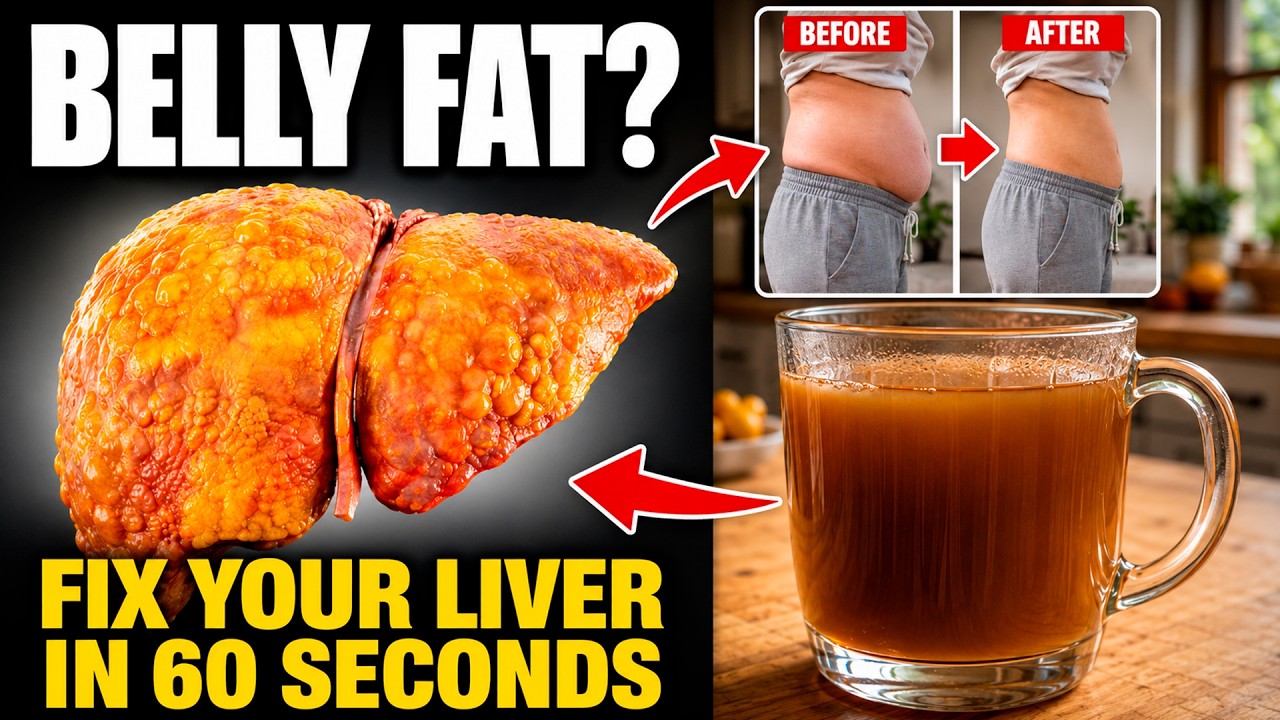 BELLY FAT?
BEFORE
AFTER
FIX YOUR LIVER
IN 60 SECONDS